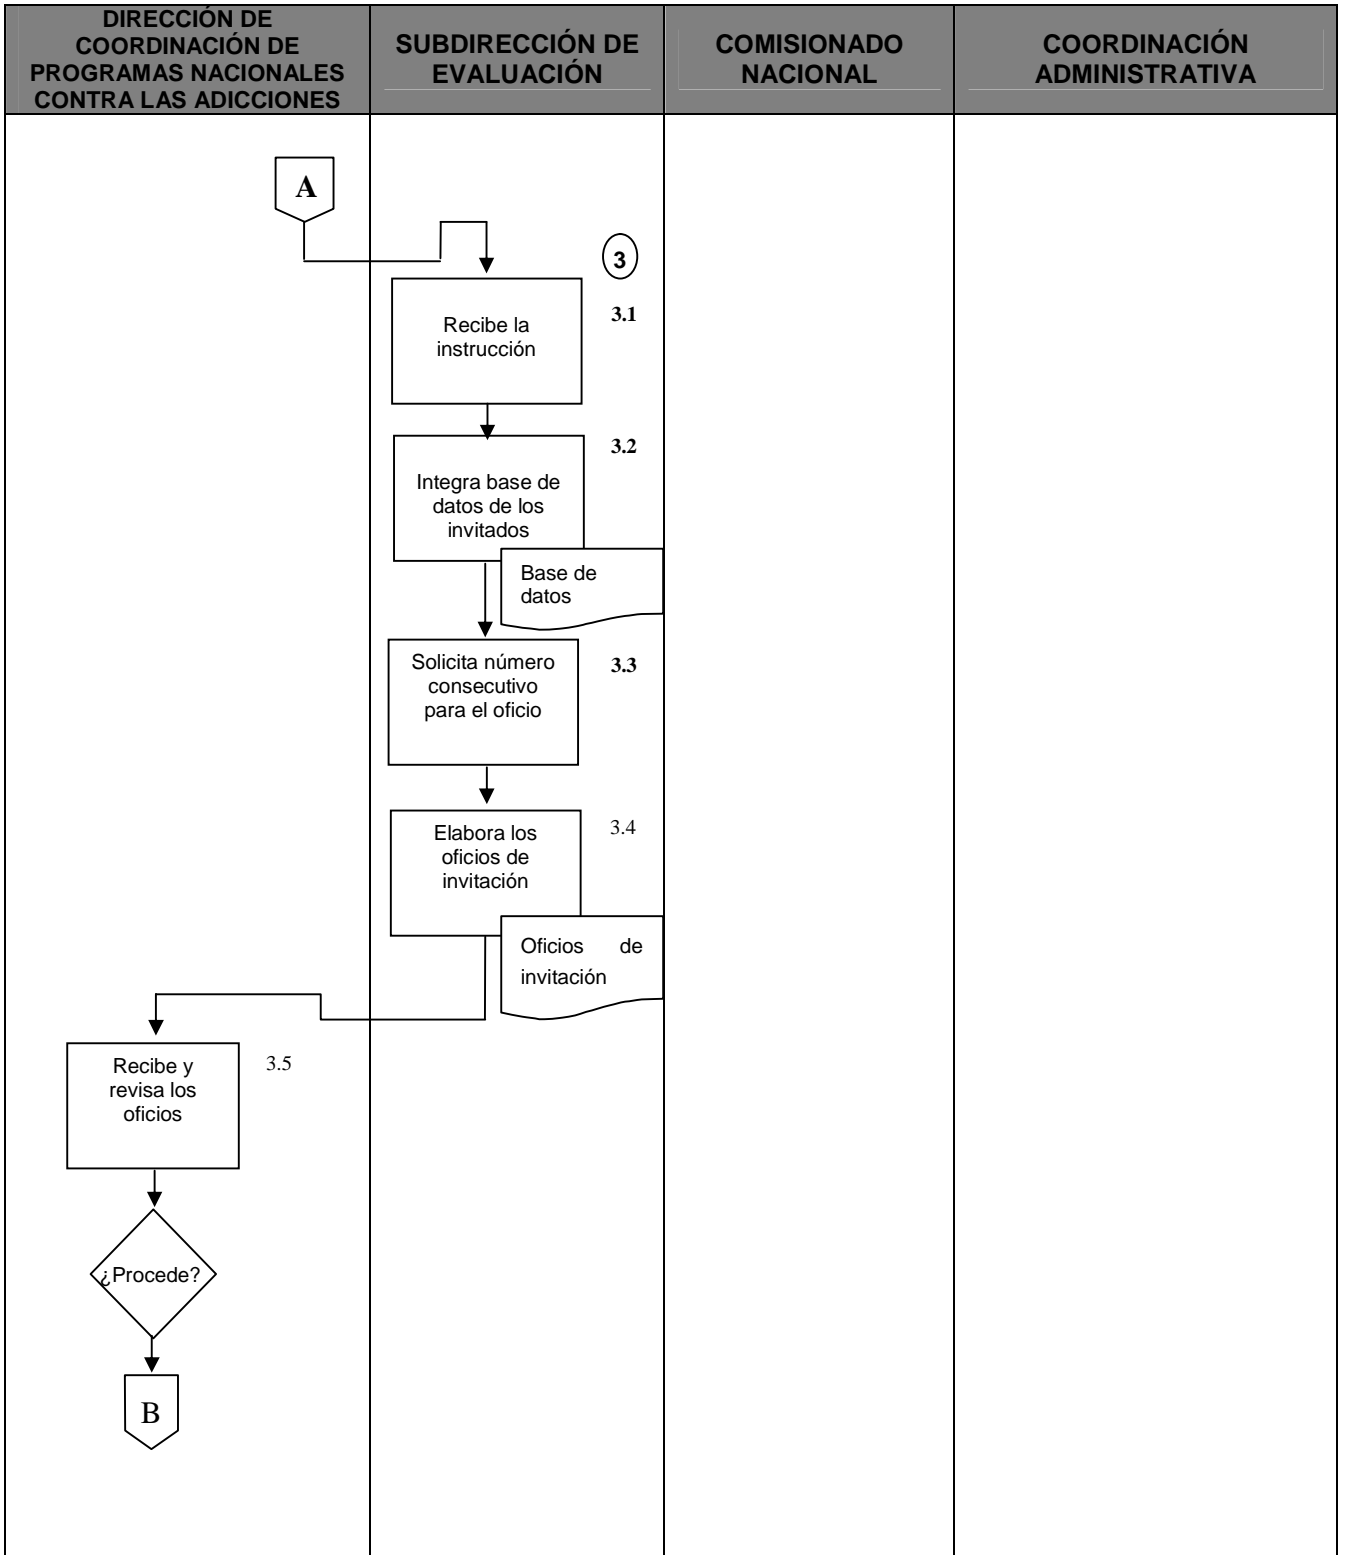 DIRECCIÓN DE
COORDINACIÓN DE
PROGRAMAS NACIONALES
CONTRA LAS ADICCIONES
SUBDIRECCIÓN DE
EVALUACIÓN
COMISIONADO
NACIONAL
COORDINACIÓN
ADMINISTRATIVA
A
3
Recibe la
instrucción
3.1
Integra base de
datos de los
invitados
3.2
Base de
datos
Solicita número
consecutivo
para el oficio
3.3
Elabora los
oficios de
invitación
3.4
Oficios de
invitación
Recibe y
revisa los
oficios
3.5
¿Procede?
B